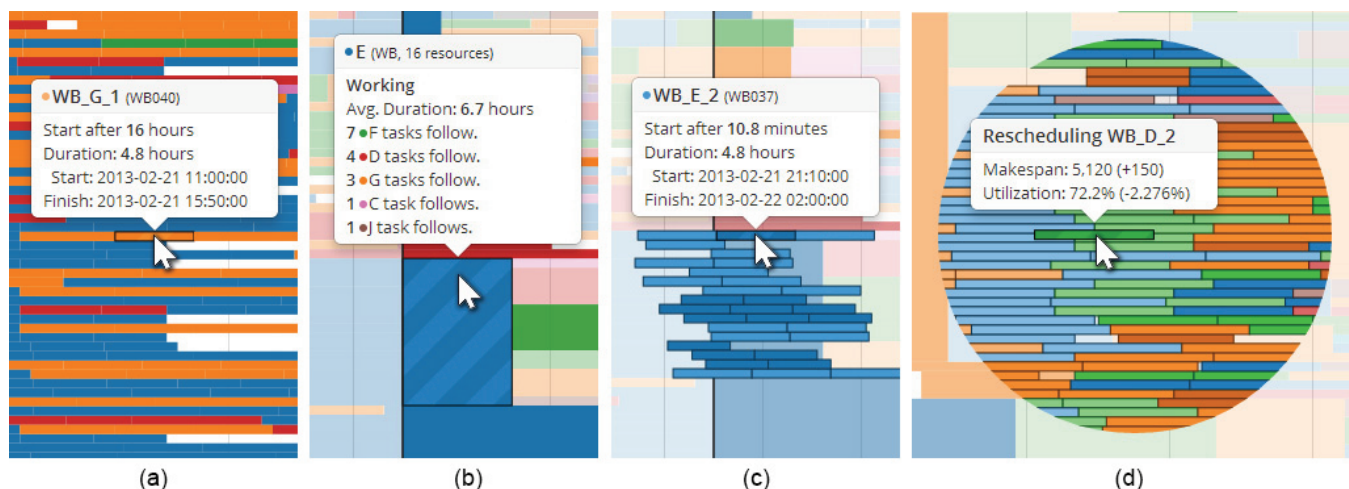 WB_G_1 (WB040)
Start after 16 hours
Duration: 4.8 hours
Start: 2013-02-21 11:00:00
Finish: 2013-02-21 15:50:00
(a)
E (WB, 16 resources)
Working
Avg. Duration: 6.7 hours
7 F tasks follow.
4 D tasks follow.
3 G tasks follow.
1 C task follows.
1 J task follows.
(b)
WB_E_2 (WB037)
Start after 10.8 minutes
Duration: 4.8 hours
Start: 2013-02-21 21:10:00
Finish: 2013-02-22 02:00:00
(c)
Rescheduling WB_D_2
Makespan: 5,120 (+150)
Utilization: 72.2% (-2.276%)
(d)